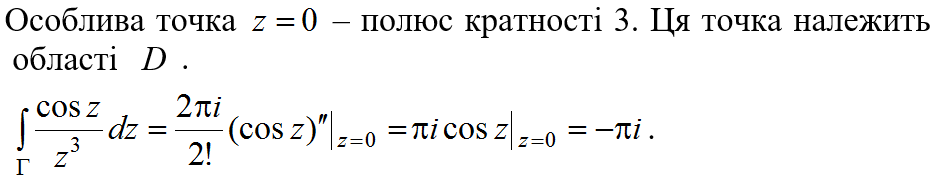 Особлива точка z = 0 – полюс кратності 3. Ця точка належить
області D .
∫_Γ cos z / z³ dz = 2πi / 2! (cos z)″|_{z=0} = πi cos z|_{z=0} = −πi .